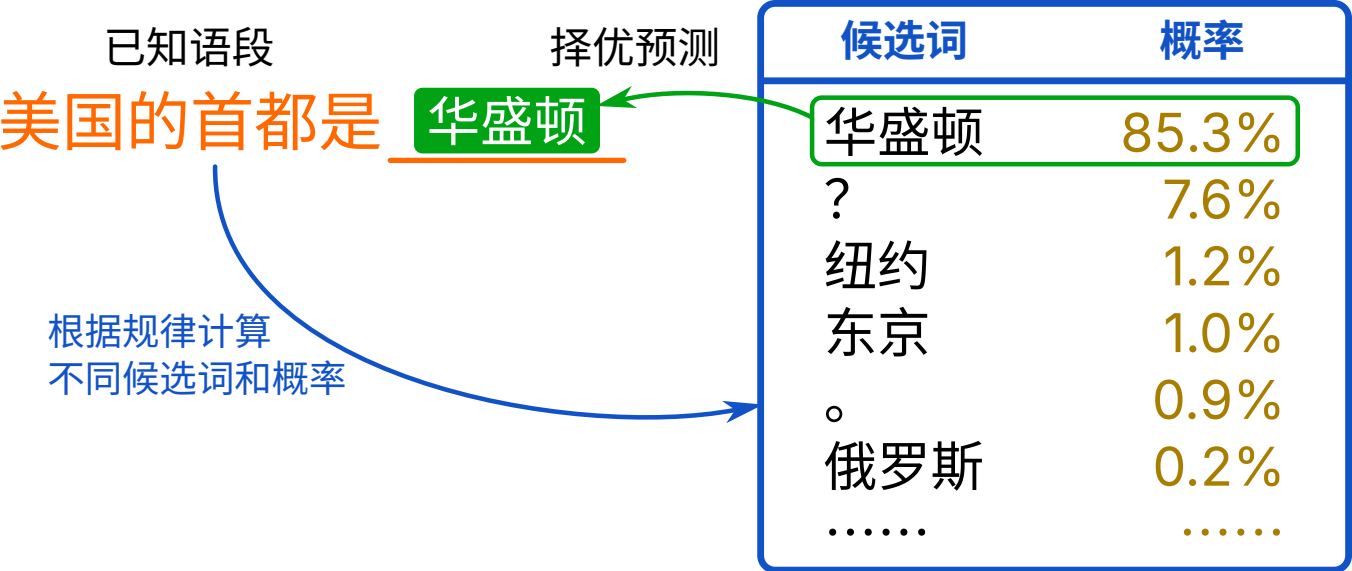 已知语段
择优预测
美国的首都是 华盛顿
根据规律计算
不同候选词和概率
候选词 概率
华盛顿 85.3%
？ 7.6%
纽约 1.2%
东京 1.0%
。 0.9%
俄罗斯 0.2%
…… ……